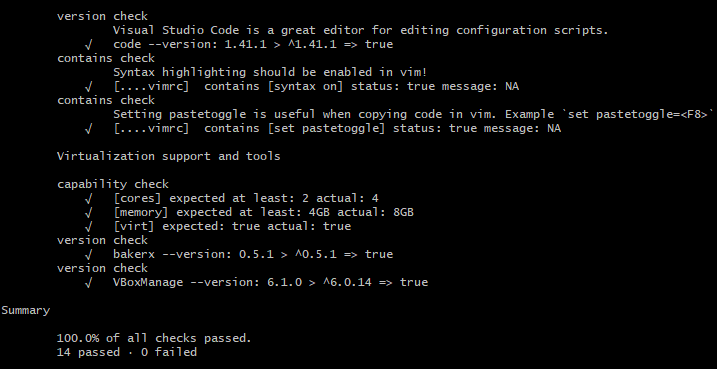 version check
Visual Studio Code is a great editor for editing configuration scripts.
√ code --version: 1.41.1 > ^1.41.1 => true
contains check
Syntax highlighting should be enabled in vim!
√ [....vimrc] contains [syntax on] status: true message: NA
contains check
Setting pastetoggle is useful when copying code in vim. Example `set pastetoggle=<F8>`
√ [....vimrc] contains [set pastetoggle] status: true message: NA
Virtualization support and tools
capability check
√ [cores] expected at least: 2 actual: 4
√ [memory] expected at least: 4GB actual: 8GB
√ [virt] expected: true actual: true
version check
√ bakerx --version: 0.5.1 > ^0.5.1 => true
version check
√ VBoxManage --version: 6.1.0 > ^6.0.14 => true
Summary
100.0% of all checks passed.
14 passed · 0 failed